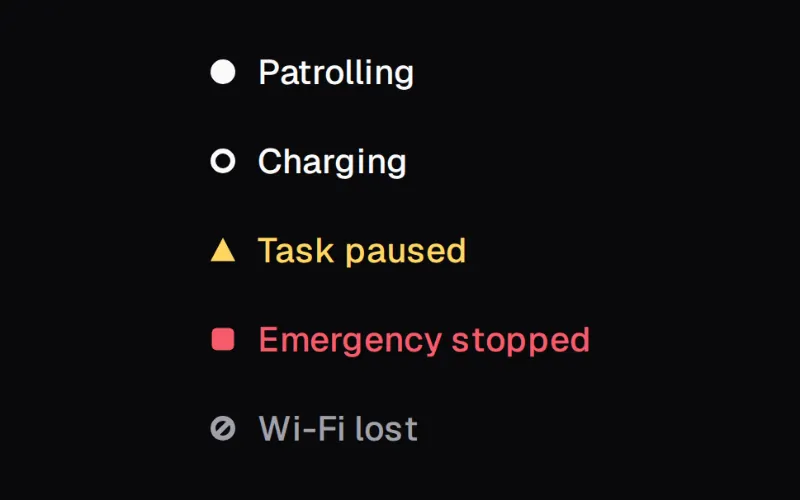 Patrolling
Charging
Task paused
Emergency stopped
Wi-Fi lost